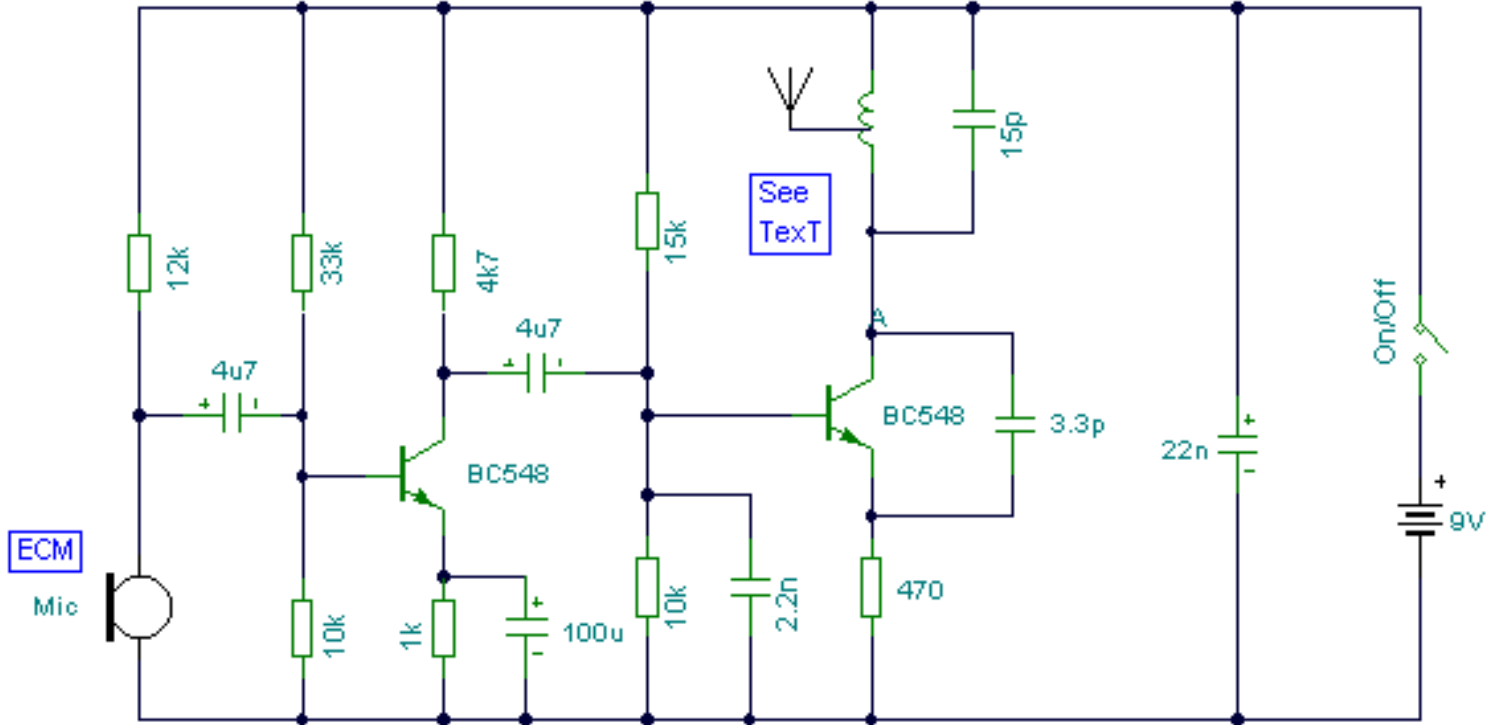 See
TexT
15p
12k
33k
4k7
15k
On/Off
A
4u7
+ -
4u7
+ -
BC548
3.3p
22n
+
-
BC548
+
9V
ECM
Mic
10k
1k
+
-
100u
10k
2.2n
470